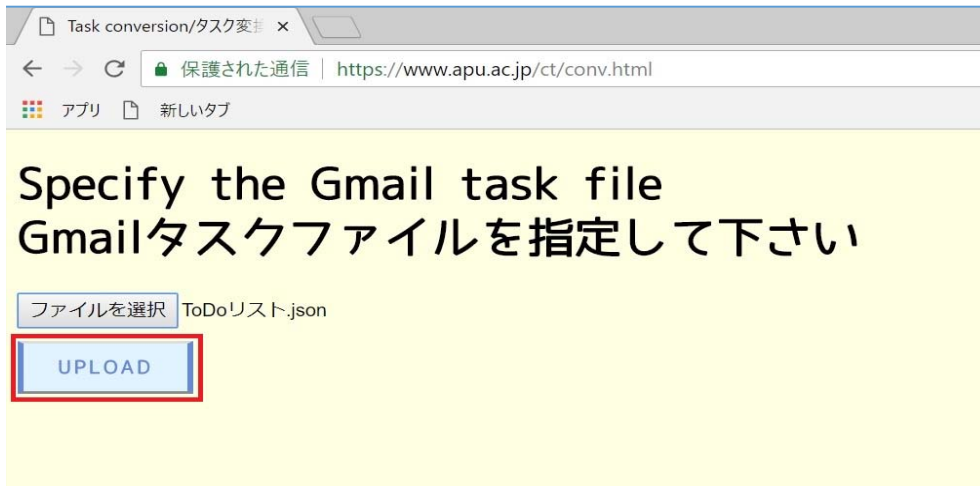 Task conversion/タスク変
保護された通信 | https://www.apu.ac.jp/ct/conv.html
アプリ 新しいタブ
Specify the Gmail task file
Gmailタスクファイルを指定して下さい
ファイルを選択 ToDoリスト.json
UPLOAD